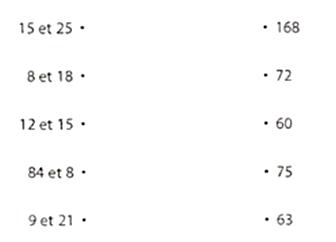 15 et 25 • • 168
8 et 18 • • 72
12 et 15 • • 60
84 et 8 • • 75
9 et 21 • • 63